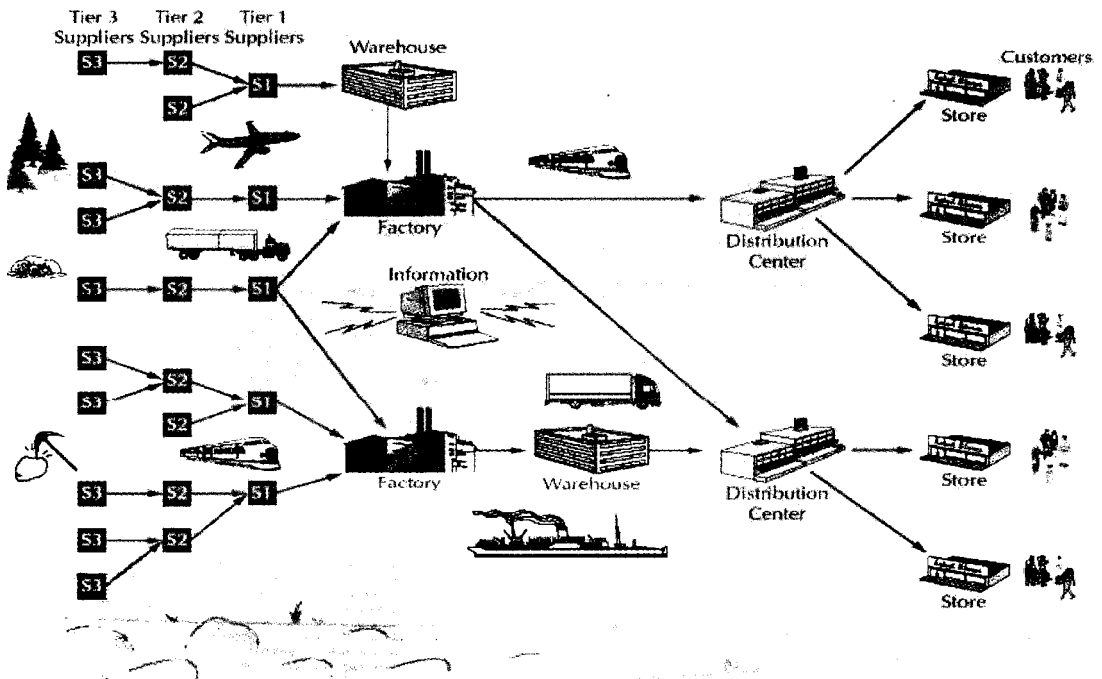 Tier 3 Tier 2 Tier 1
Suppliers Suppliers Suppliers
Warehouse
Customers
S3 S2
S1
S2
Store
S3
S2 S1
S3
Factory
Distribution
Center
Store
S3 S2 S1
Information
Store
S3
S2
S3
S1
S2
Factory
Warehouse
Distribution
Center
Store
S3 S2 S1
S3 S2
S3
Store